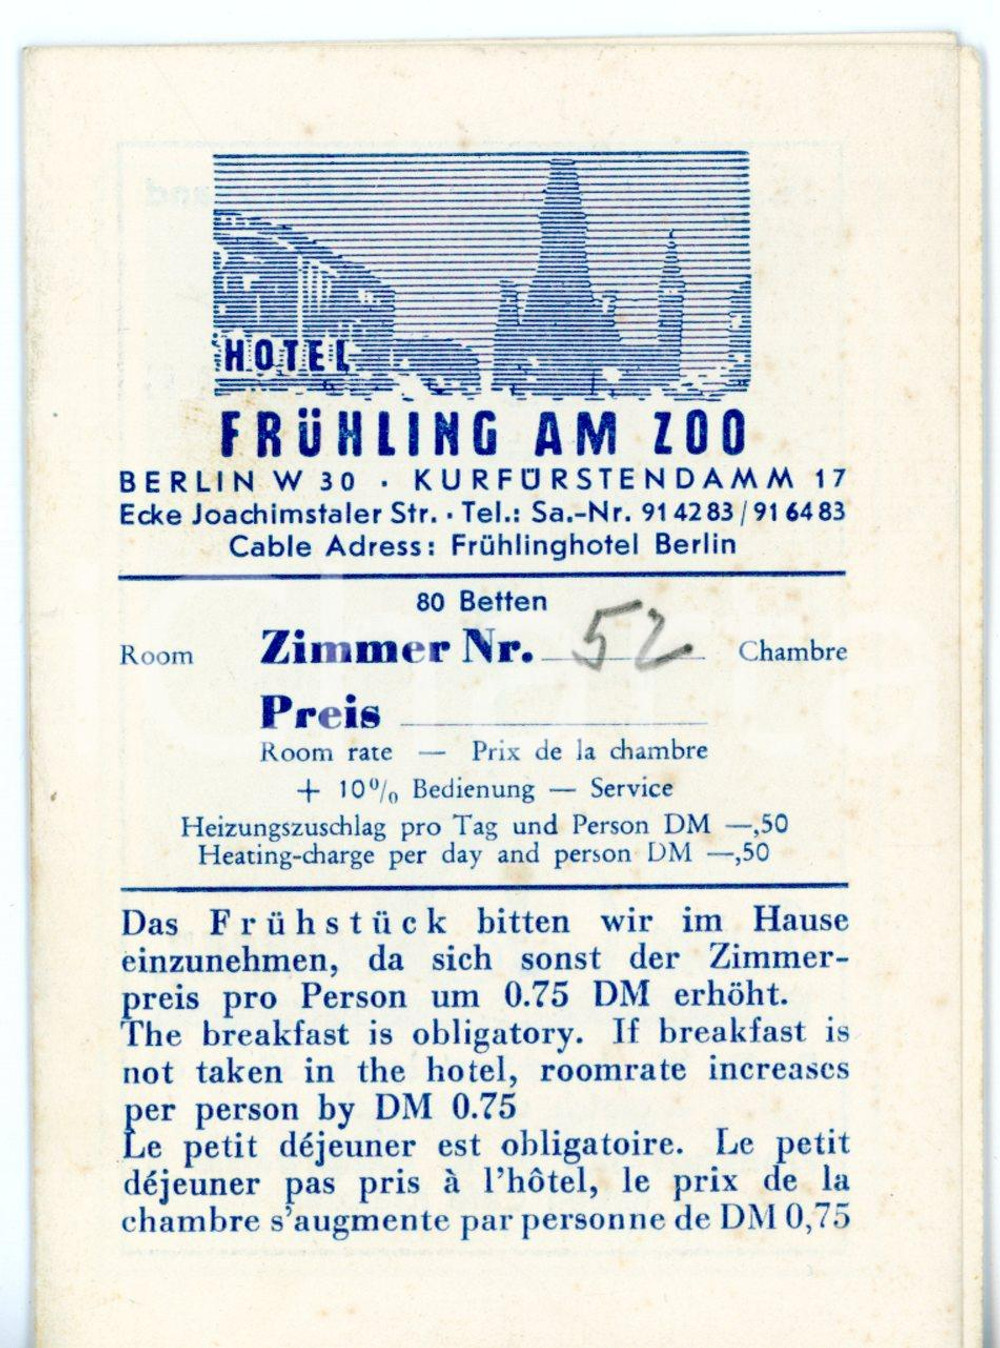 HOTEL
FRÜHLING AM ZOO
BERLIN W 30 · KURFÜRSTENDAMM 17
Ecke Joachimstaler Str. · Tel.: Sa.-Nr. 91 42 83 / 91 64 83
Cable Adress: Frühlinghotel Berlin
80 Betten
Room Zimmer Nr. 52 Chambre
Preis
Room rate — Prix de la chambre
+ 10% Bedienung — Service
Heizungszuschlag pro Tag und Person DM —,50
Heating-charge per day and person DM —,50
Das Frühstück bitten wir im Hause
einzunehmen, da sich sonst der Zimmer-
preis pro Person um 0.75 DM erhöht.
The breakfast is obligatory. If breakfast is
not taken in the hotel, roomrate increases
per person by DM 0.75
Le petit déjeuner est obligatoire. Le petit
déjeuner pas pris à l'hôtel, le prix de la
chambre s'augmente par personne de DM 0,75